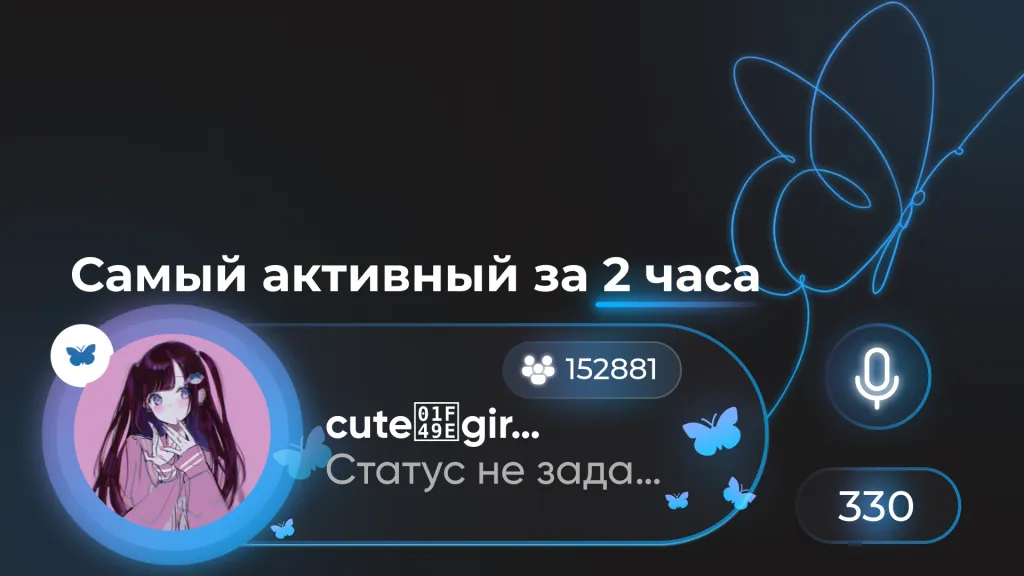 Самый активный за 2 часа
152881
cute💞gir...
Статус не зада...
330